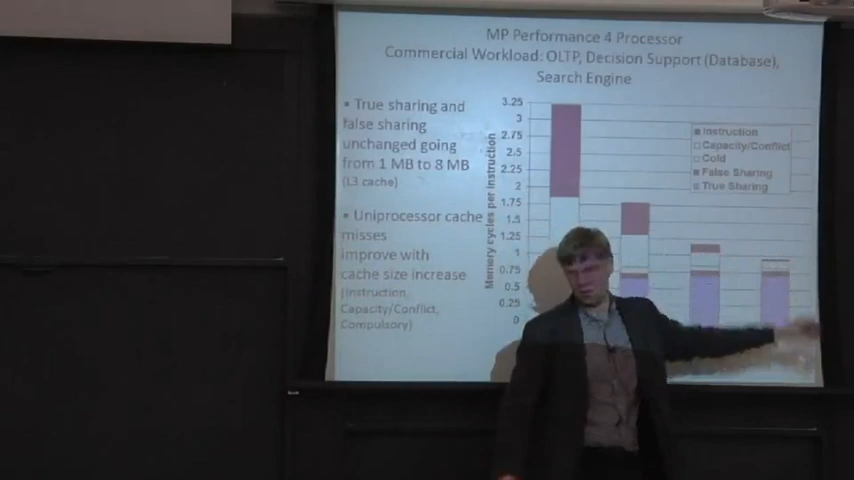 MP Performance 4 Processor
Commercial Workload: OLTP, Decision Support (Database),
Search Engine
• True sharing and
false sharing
unchanged going
from 1 MB to 8 MB
(L3 cache)
• Uniprocessor cache
misses
improve with
cache size increase
(Instruction,
Capacity/Conflict,
Compulsory)
Memory cycles per instruction
3.25
3
2.75
2.5
2.25
2
1.75
1.5
1.25
1
0.75
0.5
0.25
0
Instruction
Capacity/Conflict
Cold
False Sharing
True Sharing